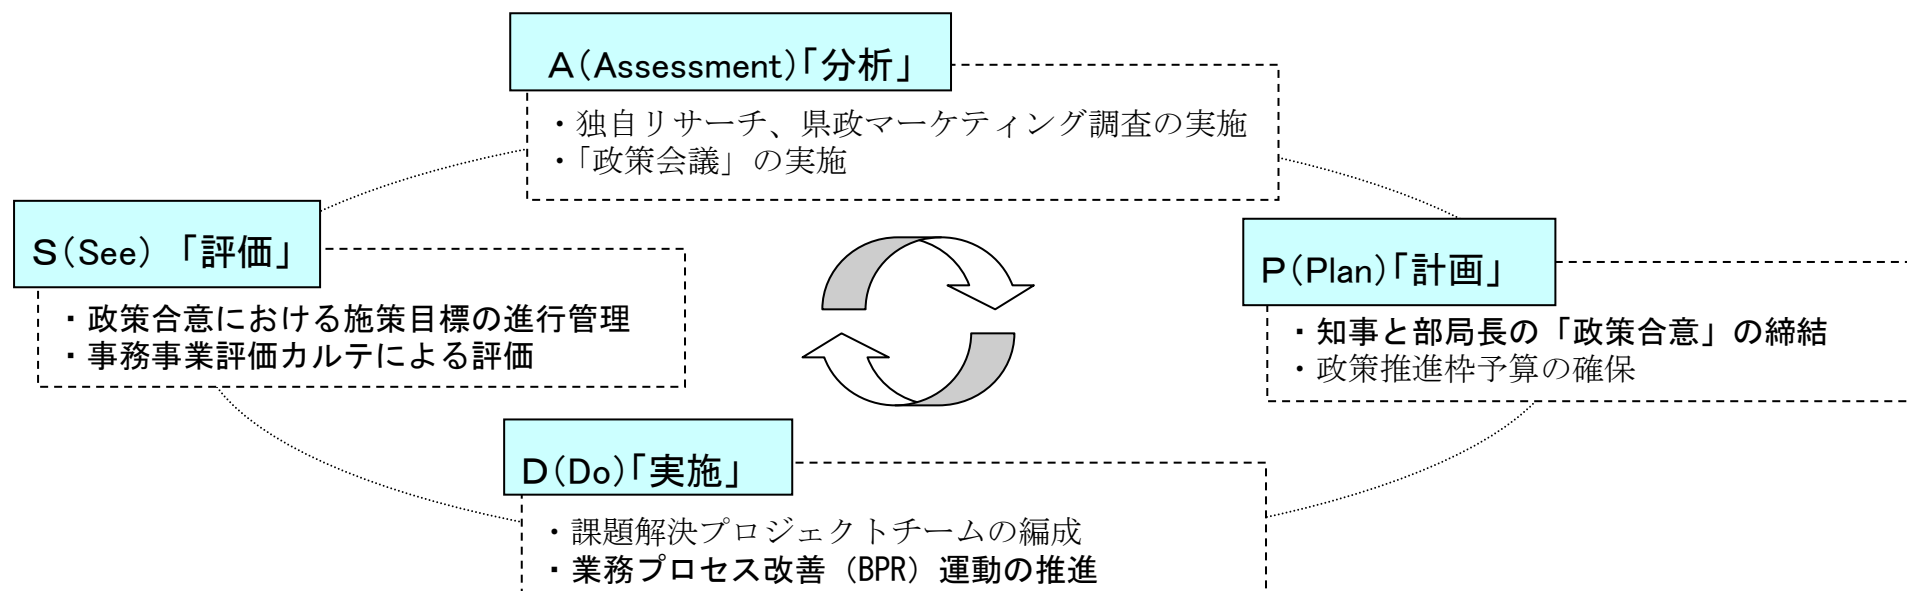 A(Assessment)「分析」
・独自リサーチ、県政マーケティング調査の実施
・「政策会議」の実施
S(See) 「評価」
・政策合意における施策目標の進行管理
・事務事業評価カルテによる評価
P(Plan)「計画」
・知事と部局長の「政策合意」の締結
・政策推進枠予算の確保
D(Do)「実施」
・課題解決プロジェクトチームの編成
・業務プロセス改善（BPR）運動の推進